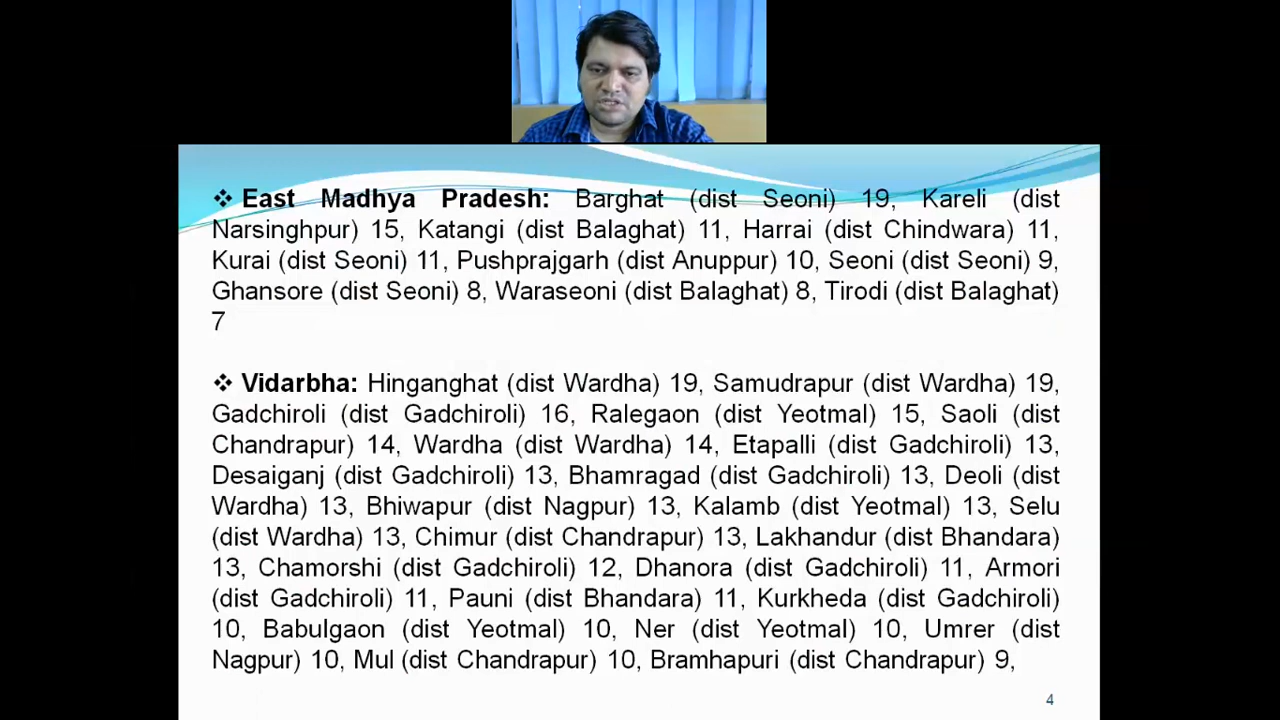 ❖ East Madhya Pradesh: Barghat (dist Seoni) 19, Kareli (dist
Narsinghpur) 15, Katangi (dist Balaghat) 11, Harrai (dist Chindwara) 11,
Kurai (dist Seoni) 11, Pushprajgarh (dist Anuppur) 10, Seoni (dist Seoni) 9,
Ghansore (dist Seoni) 8, Waraseoni (dist Balaghat) 8, Tirodi (dist Balaghat)
7
❖ Vidarbha: Hinganghat (dist Wardha) 19, Samudrapur (dist Wardha) 19,
Gadchiroli (dist Gadchiroli) 16, Ralegaon (dist Yeotmal) 15, Saoli (dist
Chandrapur) 14, Wardha (dist Wardha) 14, Etapalli (dist Gadchiroli) 13,
Desaiganj (dist Gadchiroli) 13, Bhamragad (dist Gadchiroli) 13, Deoli (dist
Wardha) 13, Bhiwapur (dist Nagpur) 13, Kalamb (dist Yeotmal) 13, Selu
(dist Wardha) 13, Chimur (dist Chandrapur) 13, Lakhandur (dist Bhandara)
13, Chamorshi (dist Gadchiroli) 12, Dhanora (dist Gadchiroli) 11, Armori
(dist Gadchiroli) 11, Pauni (dist Bhandara) 11, Kurkheda (dist Gadchiroli)
10, Babulgaon (dist Yeotmal) 10, Ner (dist Yeotmal) 10, Umrer (dist
Nagpur) 10, Mul (dist Chandrapur) 10, Bramhapuri (dist Chandrapur) 9,
4